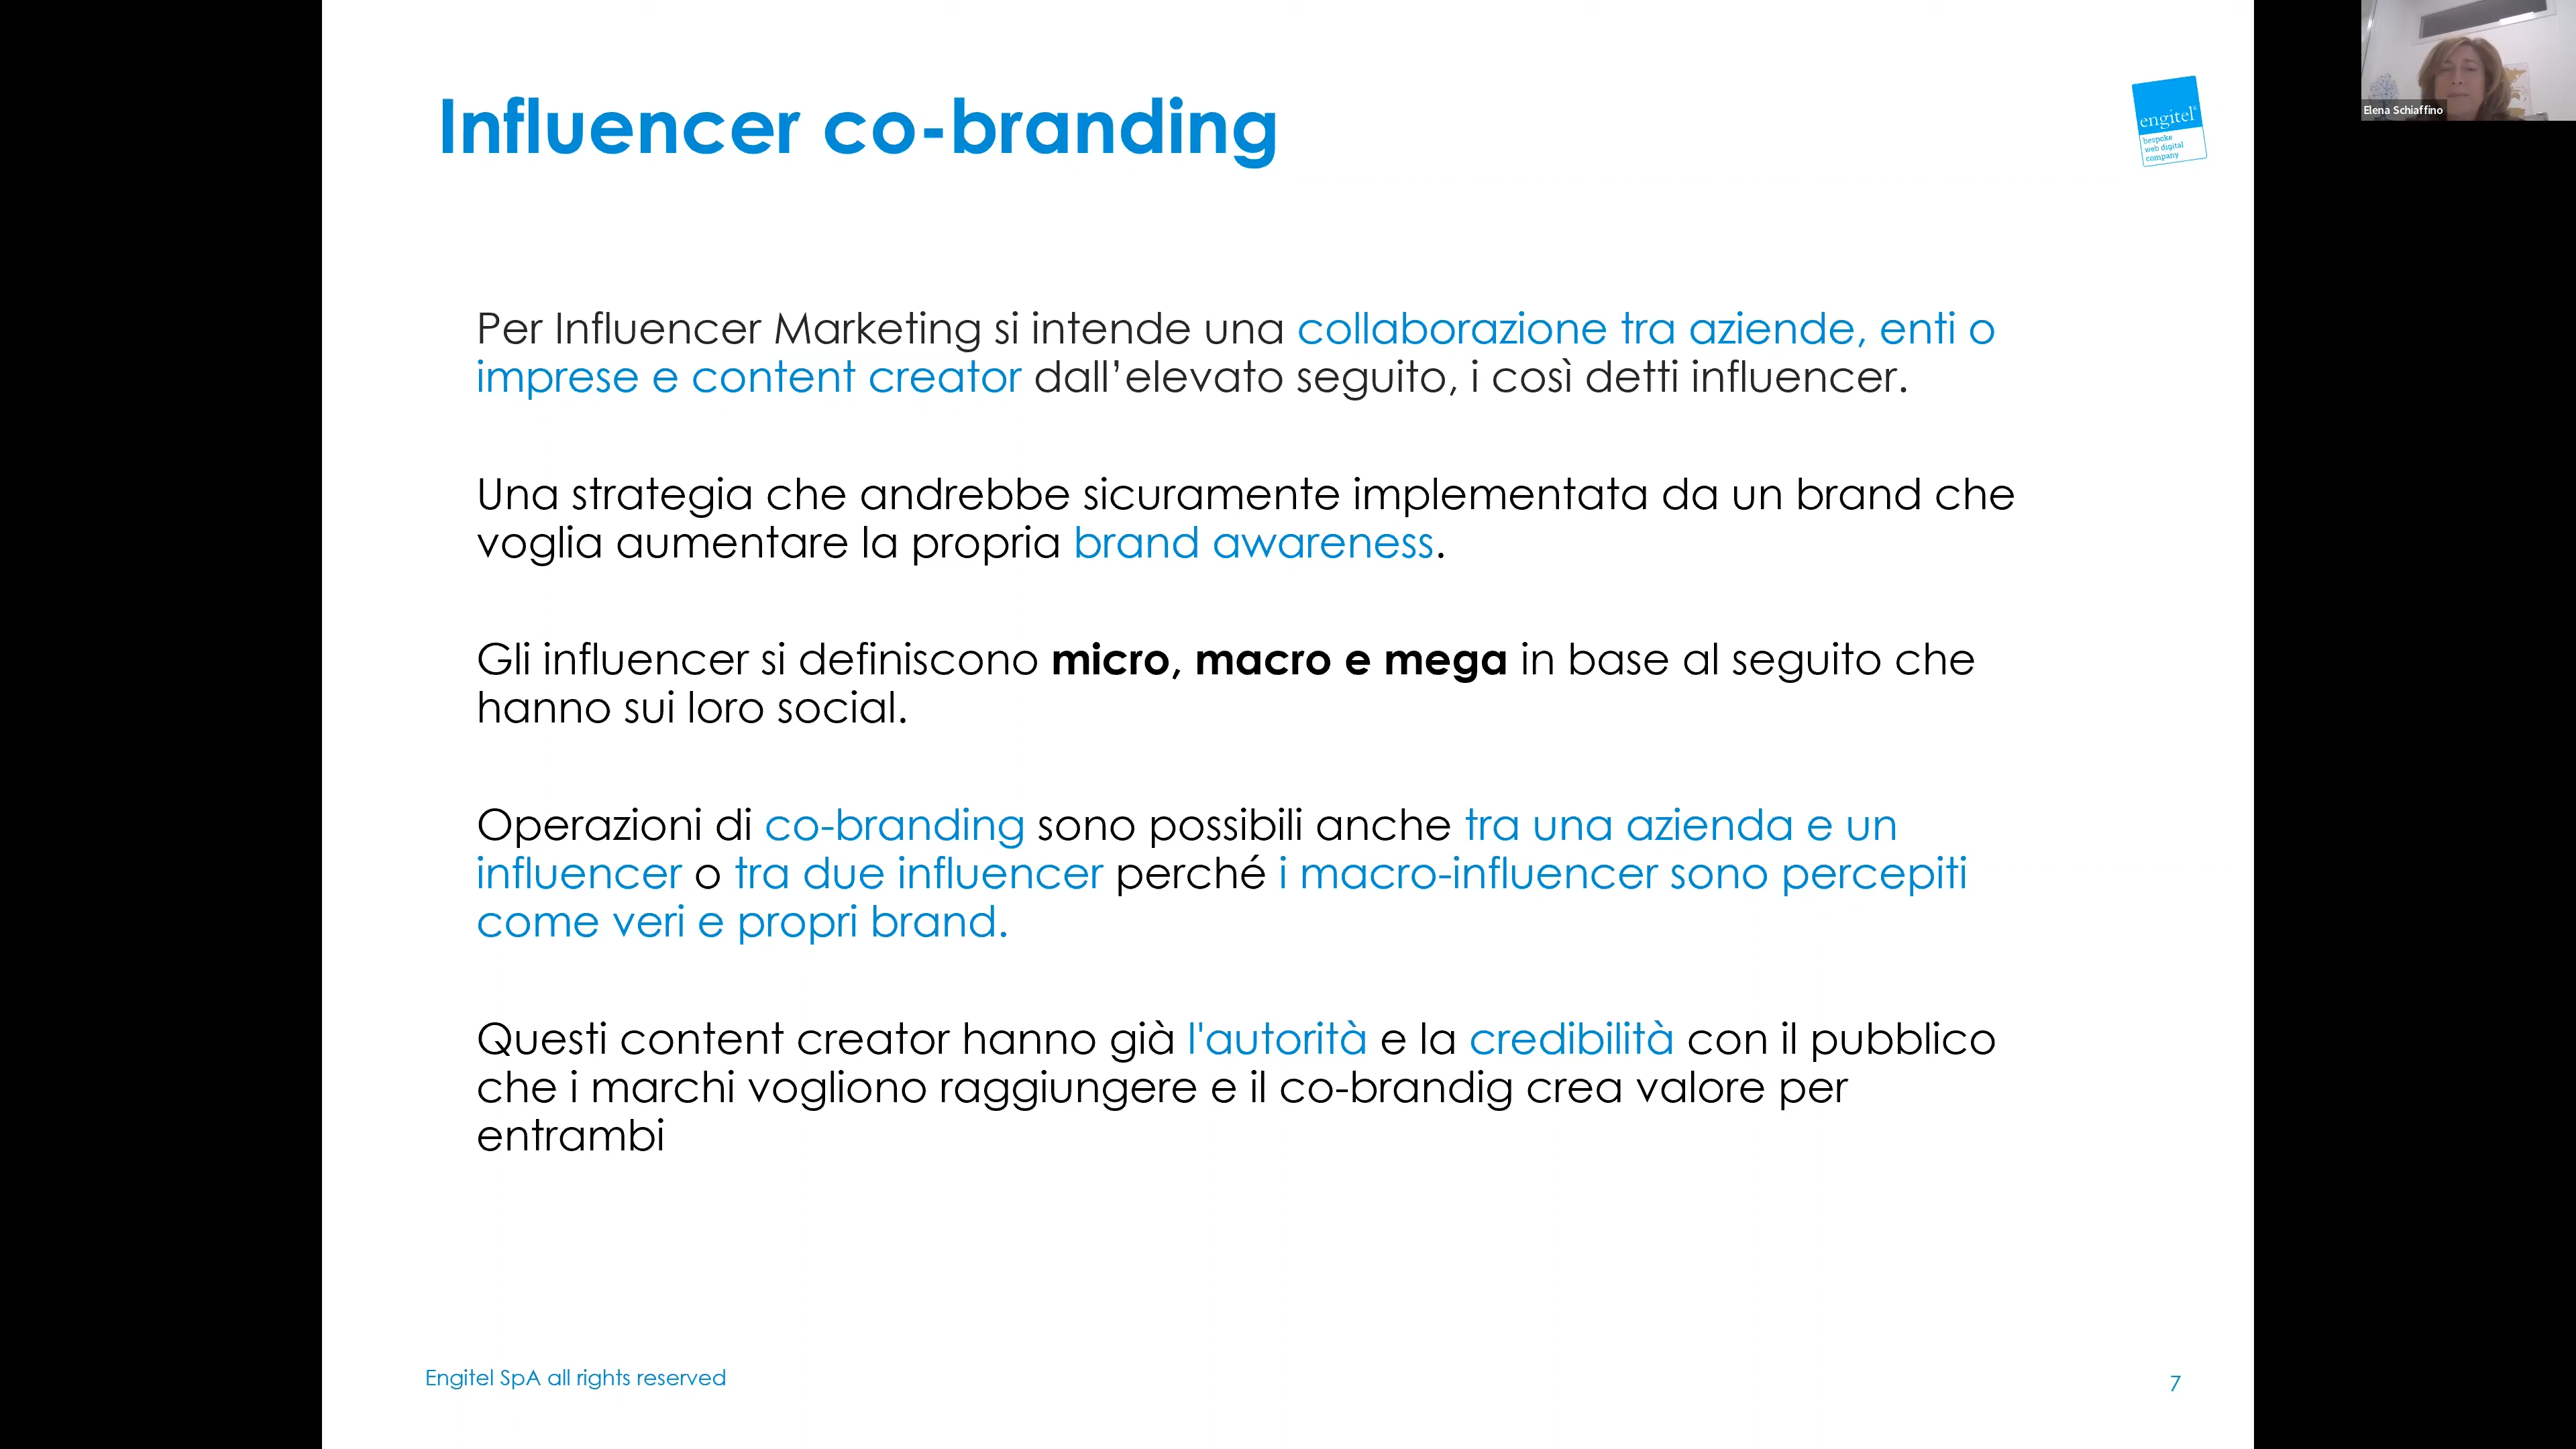 Influencer co-branding
engitel®
bespoke
web digital
company
Elena Schiaffino
Per Influencer Marketing si intende una collaborazione tra aziende, enti o
imprese e content creator dall’elevato seguito, i così detti influencer.
Una strategia che andrebbe sicuramente implementata da un brand che
voglia aumentare la propria brand awareness.
Gli influencer si definiscono micro, macro e mega in base al seguito che
hanno sui loro social.
Operazioni di co-branding sono possibili anche tra una azienda e un
influencer o tra due influencer perché i macro-influencer sono percepiti
come veri e propri brand.
Questi content creator hanno già l'autorità e la credibilità con il pubblico
che i marchi vogliono raggiungere e il co-brandig crea valore per
entrambi
Engitel SpA all rights reserved
7